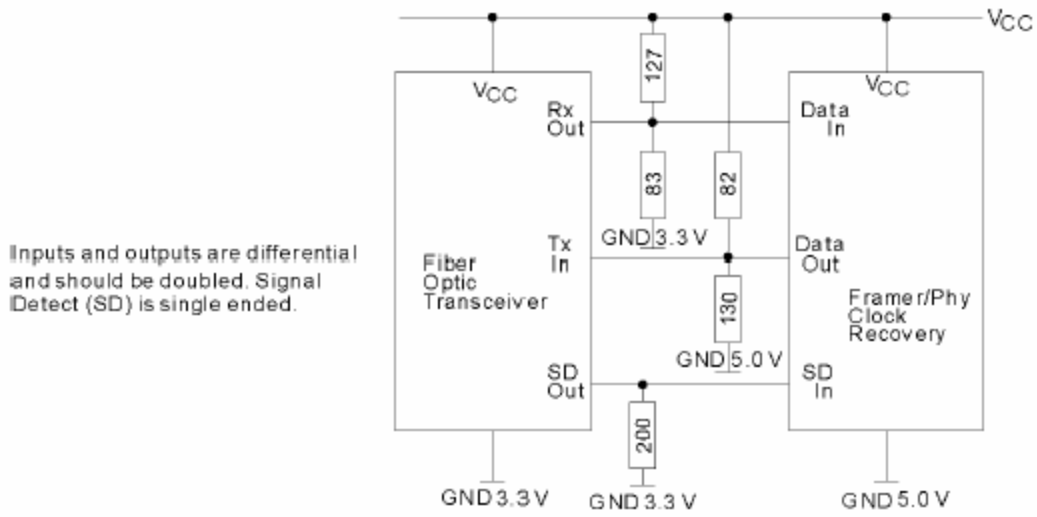 VCC
127
VCC
VCC
Rx
Out
Data
In
83
82
GND 3.3 V
Inputs and outputs are differential
and should be doubled. Signal
Detect (SD) is single ended.
Tx
In
Data
Out
Fiber
Optic
Transceiver
130
Framer/Phy
Clock
Recovery
GND 5.0 V
SD
Out
SD
In
200
GND 3.3 V
GND 3.3 V
GND 5.0 V